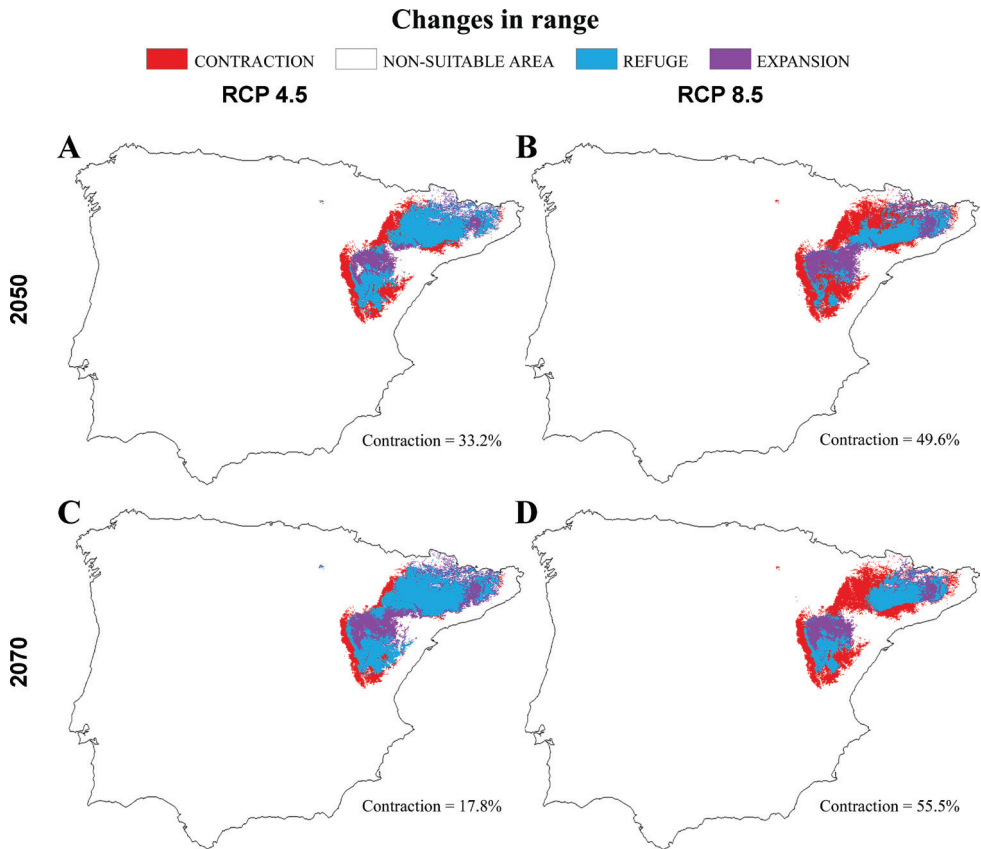 Changes in range
CONTRACTION NON-SUITABLE AREA REFUGE EXPANSION
RCP 4.5 RCP 8.5
A B
2050
Contraction = 33.2% Contraction = 49.6%
C D
2070
Contraction = 17.8% Contraction = 55.5%